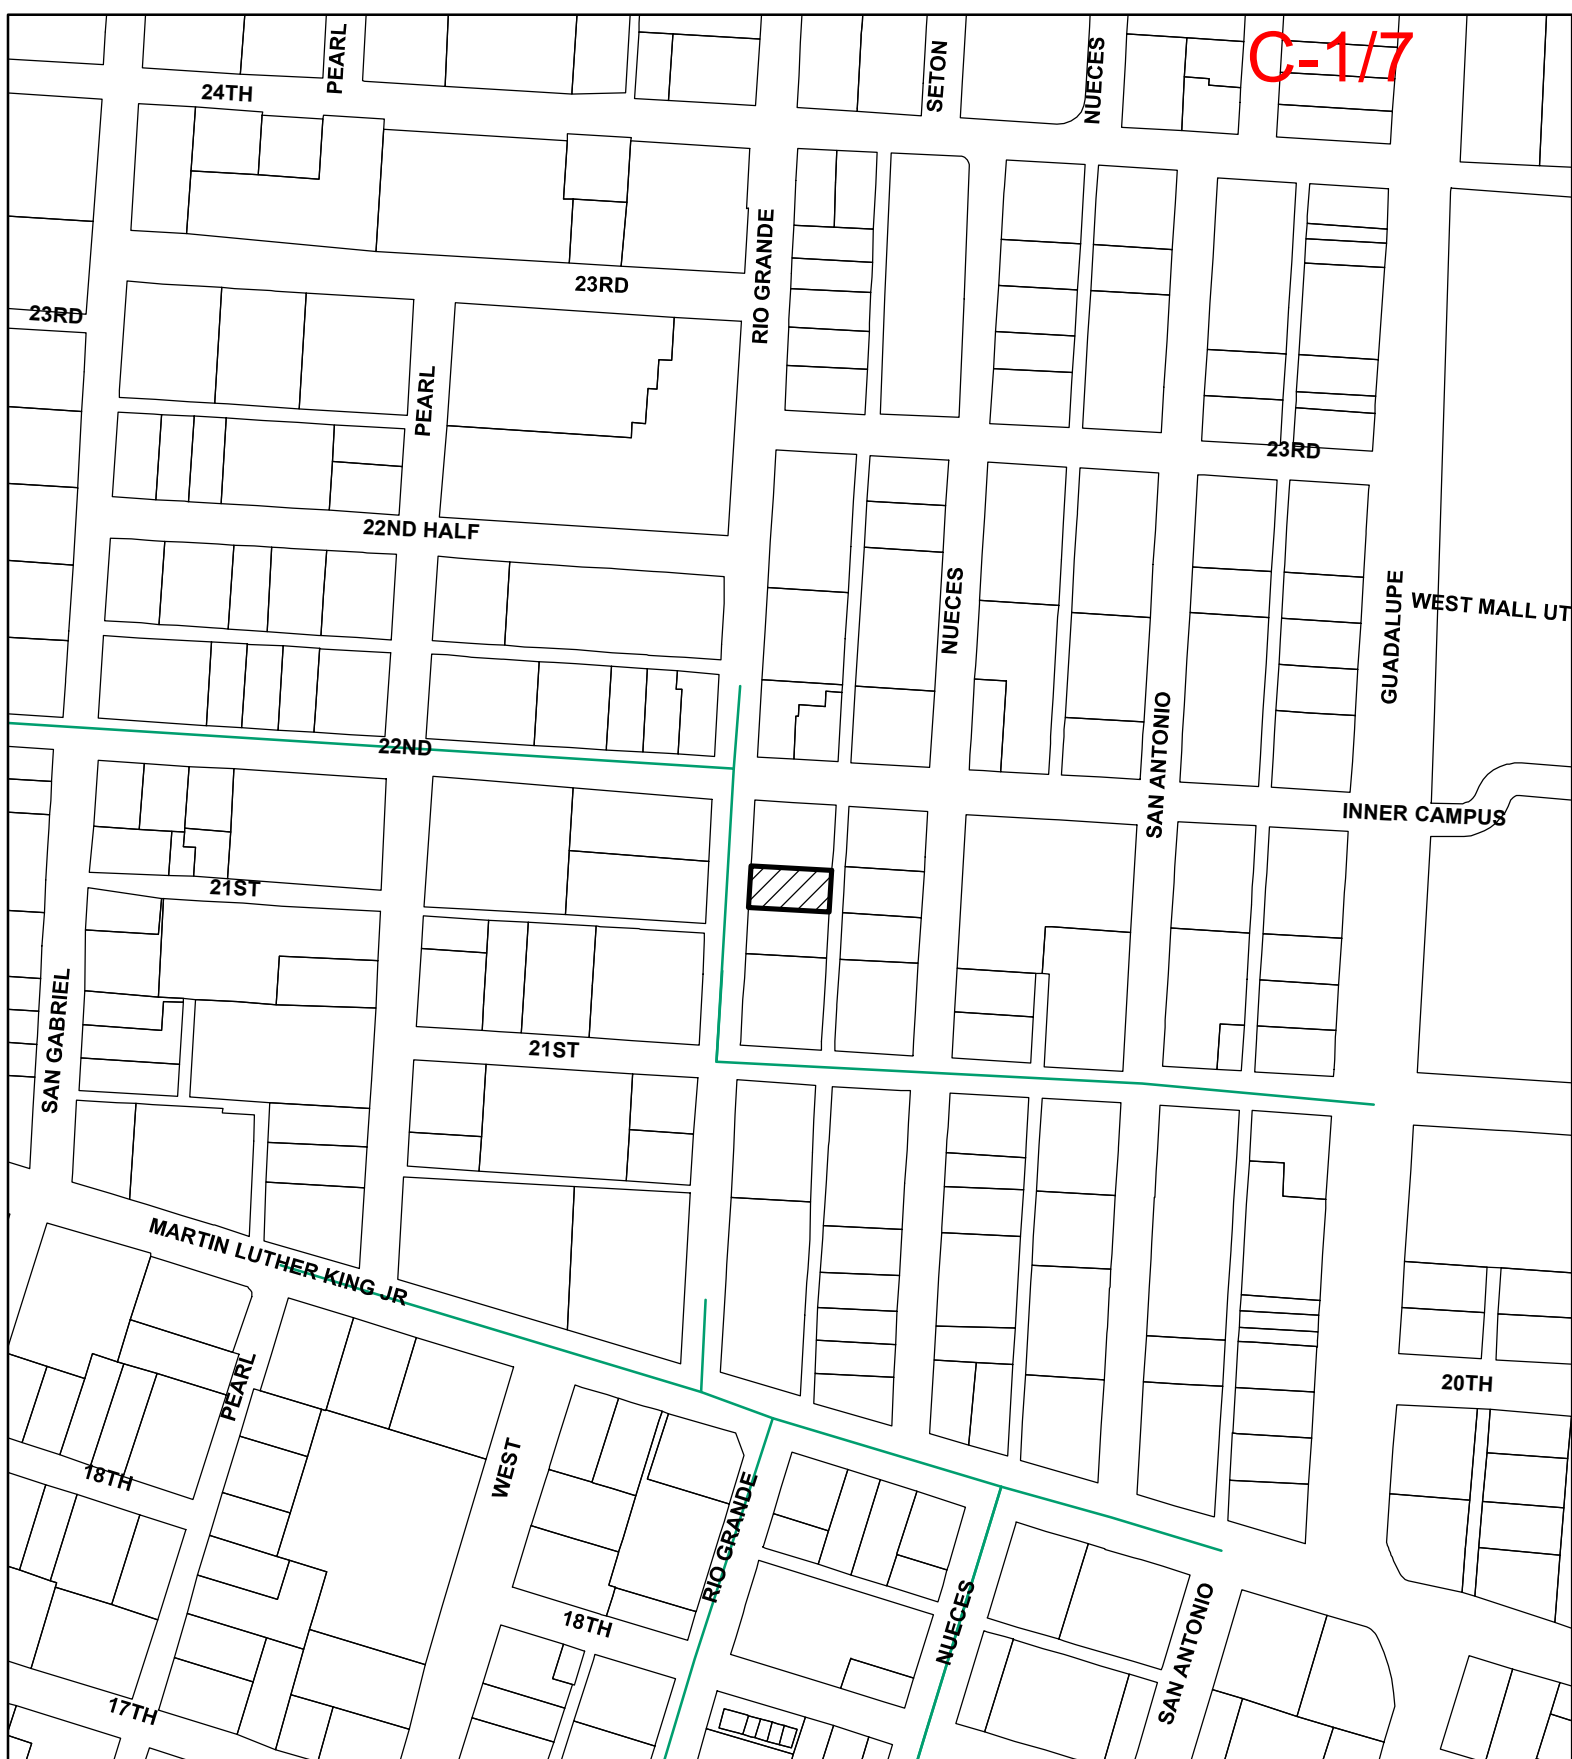 C-1/7
PEARL
SETON
NUECES
24TH
RIO GRANDE
23RD
23RD
PEARL
23RD
22ND HALF
NUECES
GUADALUPE
WEST MALL UT
SAN ANTONIO
22ND
INNER CAMPUS
21ST
SAN GABRIEL
21ST
MARTIN LUTHER KING JR
PEARL
20TH
WEST
18TH
RIO GRANDE
NUECES
18TH
SAN ANTONIO
17TH